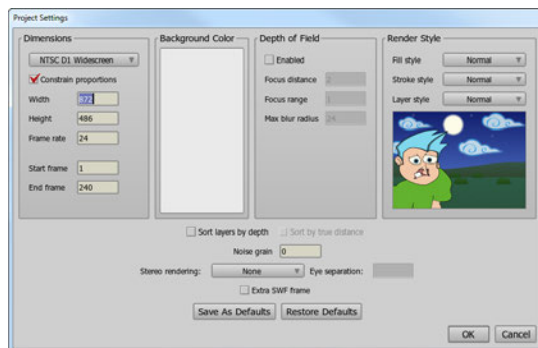 Project Settings
Dimensions
NTSC D1 Widescreen
Constrain proportions
Width 872
Height 486
Frame rate 24
Start frame 1
End frame 240
Background Color
Depth of Field
Enabled
Focus distance 2
Focus range 1
Max blur radius 24
Render Style
Fill style Normal
Stroke style Normal
Layer style Normal
Sort layers by depth Sort by true distance
Noise grain 0
Stereo rendering: None Eye separation:
Extra SWF frame
Save As Defaults Restore Defaults
OK Cancel